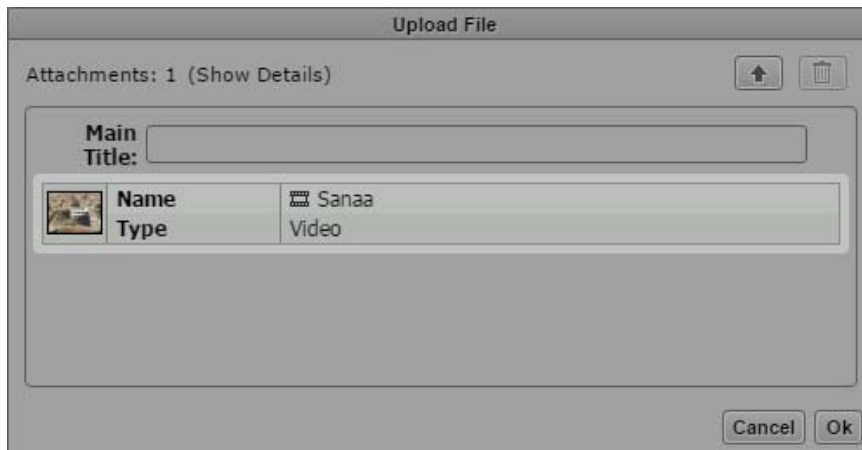 Upload File
Attachments: 1 (Show Details)
Main
Title:
Name Sanaa
Type Video
Cancel Ok